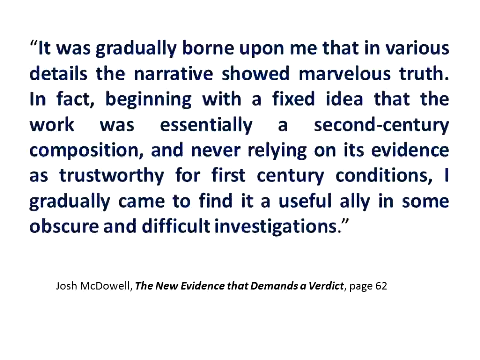 “It was gradually borne upon me that in various
details the narrative showed marvelous truth.
In fact, beginning with a fixed idea that the
work was essentially a second-century
composition, and never relying on its evidence
as trustworthy for first century conditions, I
gradually came to find it a useful ally in some
obscure and difficult investigations.”
Josh McDowell, The New Evidence that Demands a Verdict, page 62